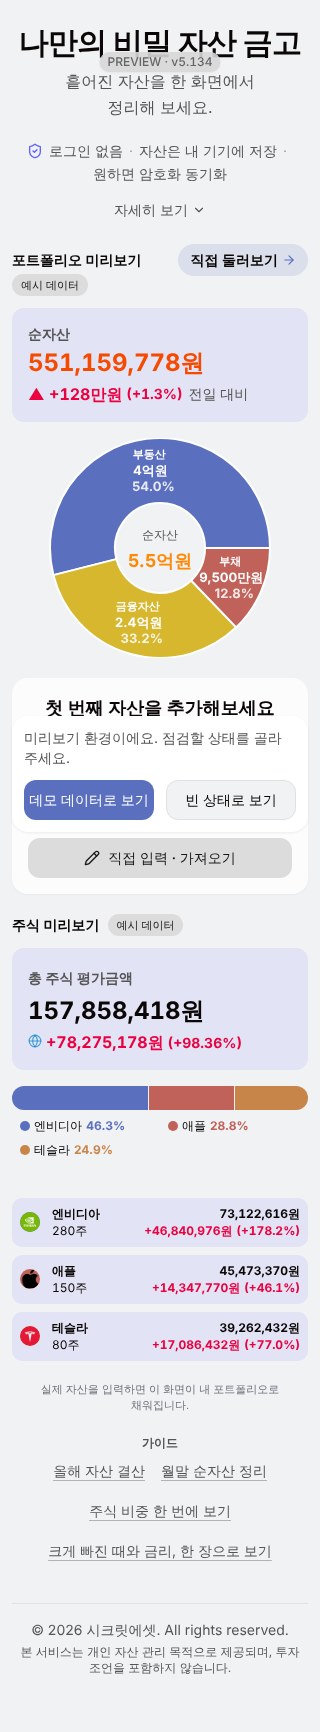 나만의 비밀 자산 금고
PREVIEW · v5.134
흩어진 자산을 한 화면에서
정리해 보세요.
로그인 없음 · 자산은 내 기기에 저장 ·
원하면 암호화 동기화
자세히 보기
포트폴리오 미리보기
직접 둘러보기 →
예시 데이터
순자산
551,159,778원
▲ +128만원 (+1.3%) 전일 대비
부동산
4억원
54.0%
순자산
5.5억원
부채
9,500만원
12.8%
금융자산
2.4억원
33.2%
첫 번째 자산을 추가해보세요
미리보기 환경이에요. 점검할 상태를 골라
주세요.
데모 데이터로 보기
빈 상태로 보기
직접 입력 · 가져오기
주식 미리보기
예시 데이터
총 주식 평가금액
157,858,418원
+78,275,178원 (+98.36%)
엔비디아 46.3%
애플 28.8%
테슬라 24.9%
엔비디아 73,122,616원
280주 +46,840,976원 (+178.2%)
애플 45,473,370원
150주 +14,347,770원 (+46.1%)
테슬라 39,262,432원
80주 +17,086,432원 (+77.0%)
실제 자산을 입력하면 이 화면이 내 포트폴리오로
채워집니다.
가이드
올해 자산 결산 월말 순자산 정리
주식 비중 한 번에 보기
크게 빠진 때와 금리, 한 장으로 보기
© 2026 시크릿에셋. All rights reserved.
본 서비스는 개인 자산 관리 목적으로 제공되며, 투자
조언을 포함하지 않습니다.